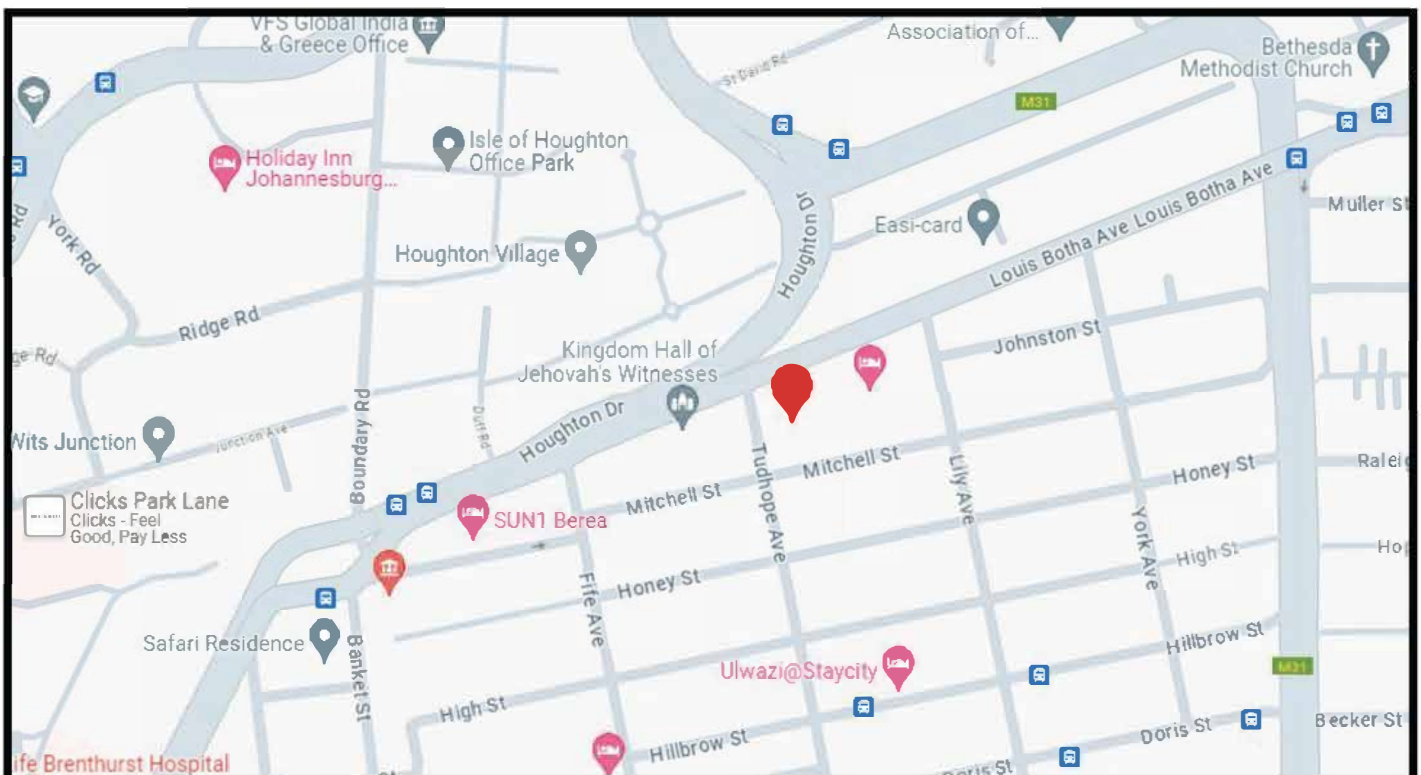 VFS Global India
& Greece Office
Association of...
Bethesda
Methodist Church
St David Rd
M31
Isle of Houghton
Office Park
Holiday Inn
Johannesburg...
Rd
York Rd
Houghton Dr
Easi-card
Muller St
Louis Botha Ave
Louis Botha Ave
Houghton Village
Ridge Rd
ge Rd
Johnston St
Kingdom Hall of
Jehovah's Witnesses
Boundary Rd
Duff Rd
Houghton Dr
Wits Junction
Junction Ave
Tudhope Ave
Mitchell St
Lily Ave
Honey St
Raleig
Clicks Park Lane
Clicks - Feel
Good, Pay Less
Mitchell St
SUN1 Berea
York Ave
High St
Hop
Fife Ave
Honey St
Safari Residence
Banket St
Hillbrow St
Ulwazi@Staycity
M31
High St
Hillbrow St
Doris St
Becker St
Doris St
ife Brenthurst Hospital